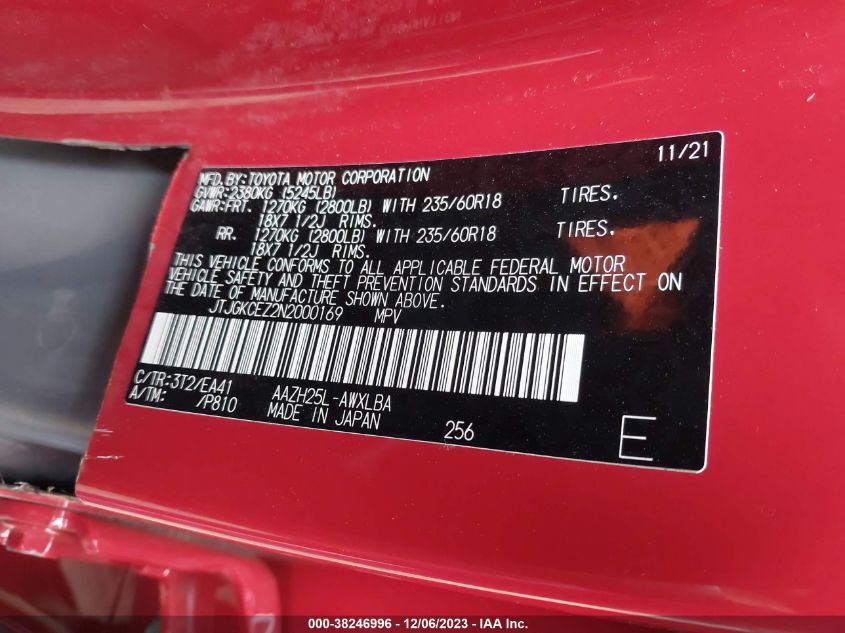 11/21
MFD.BY:TOYOTA MOTOR CORPORATION
GVWR:2380KG (5245LB)
GAWR:FRT. 1270KG (2800LB) WITH 235/60R18 TIRES.
18X7 1/2J RIMS.
RR. 1270KG (2800LB) WITH 235/60R18 TIRES.
18X7 1/2J RIMS.
THIS VEHICLE CONFORMS TO ALL APPLICABLE FEDERAL MOTOR
VEHICLE SAFETY AND THEFT PREVENTION STANDARDS IN EFFECT ON
THE DATE OF MANUFACTURE SHOWN ABOVE.
JTJGKCEZ2N2000169 MPV
C/TR:3T2/EA41 AAZH25L-AWXLBA
A/TM: /P810 MADE IN JAPAN 256 E
000-38246996 - 12/06/2023 - IAA Inc.